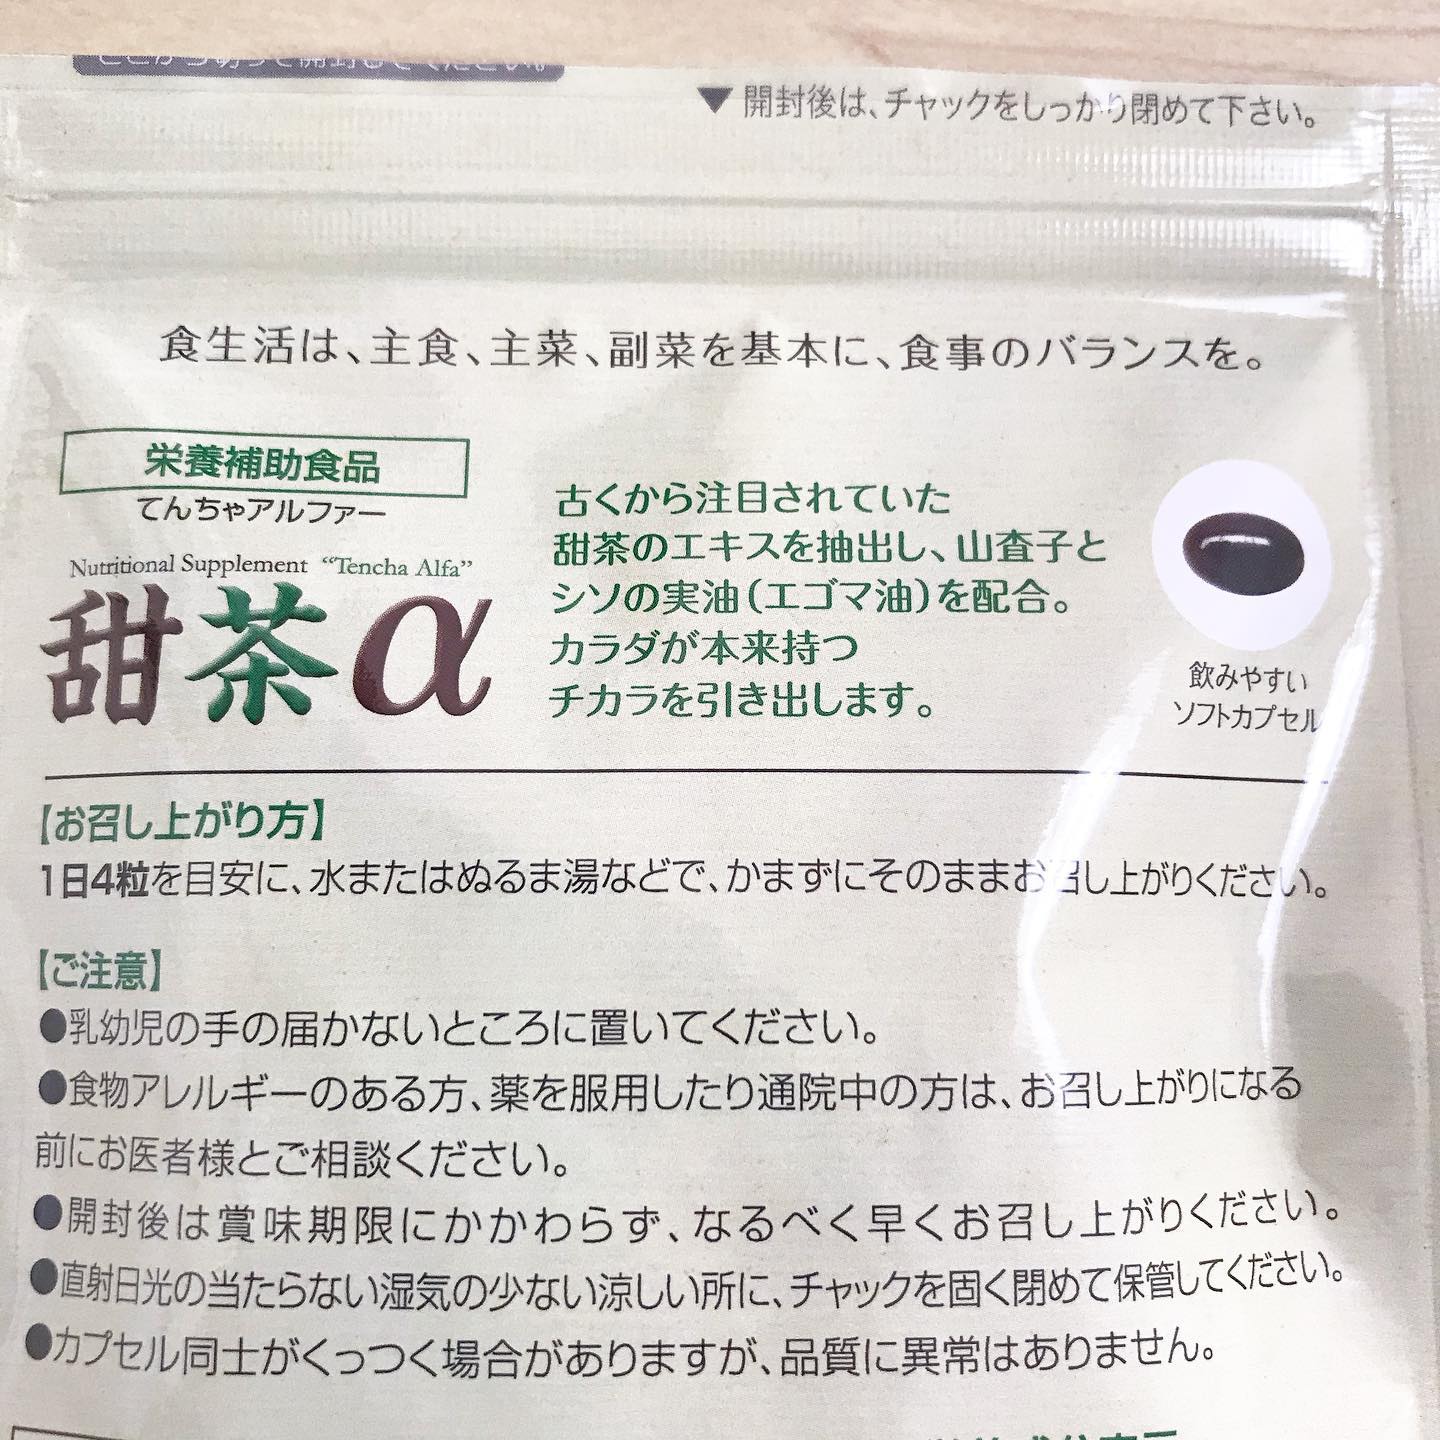 ここから切って開封してください。
▼開封後は、チャックをしっかり閉めて下さい。
食生活は、主食、主菜、副菜を基本に、食事のバランスを。
栄養補助食品
てんちゃアルファー
Nutritional Supplement “Tencha Alfa”
甜茶α
古くから注目されていた
甜茶のエキスを抽出し、山査子と
シソの実油(エゴマ油)を配合。
カラダが本来持つ
チカラを引き出します。
飲みやすい
ソフトカプセル
【お召し上がり方】
1日4粒を目安に、水またはぬるま湯などで、かまずにそのままお召し上がりください。
【ご注意】
●乳幼児の手の届かないところに置いてください。
●食物アレルギーのある方、薬を服用したり通院中の方は、お召し上がりになる
前にお医者様とご相談ください。
●開封後は賞味期限にかかわらず、なるべく早くお召し上がりください。
●直射日光の当たらない湿気の少ない涼しい所に、チャックを固く閉めて保管してください。
●カプセル同士がくっつく場合がありますが、品質に異常はありません。